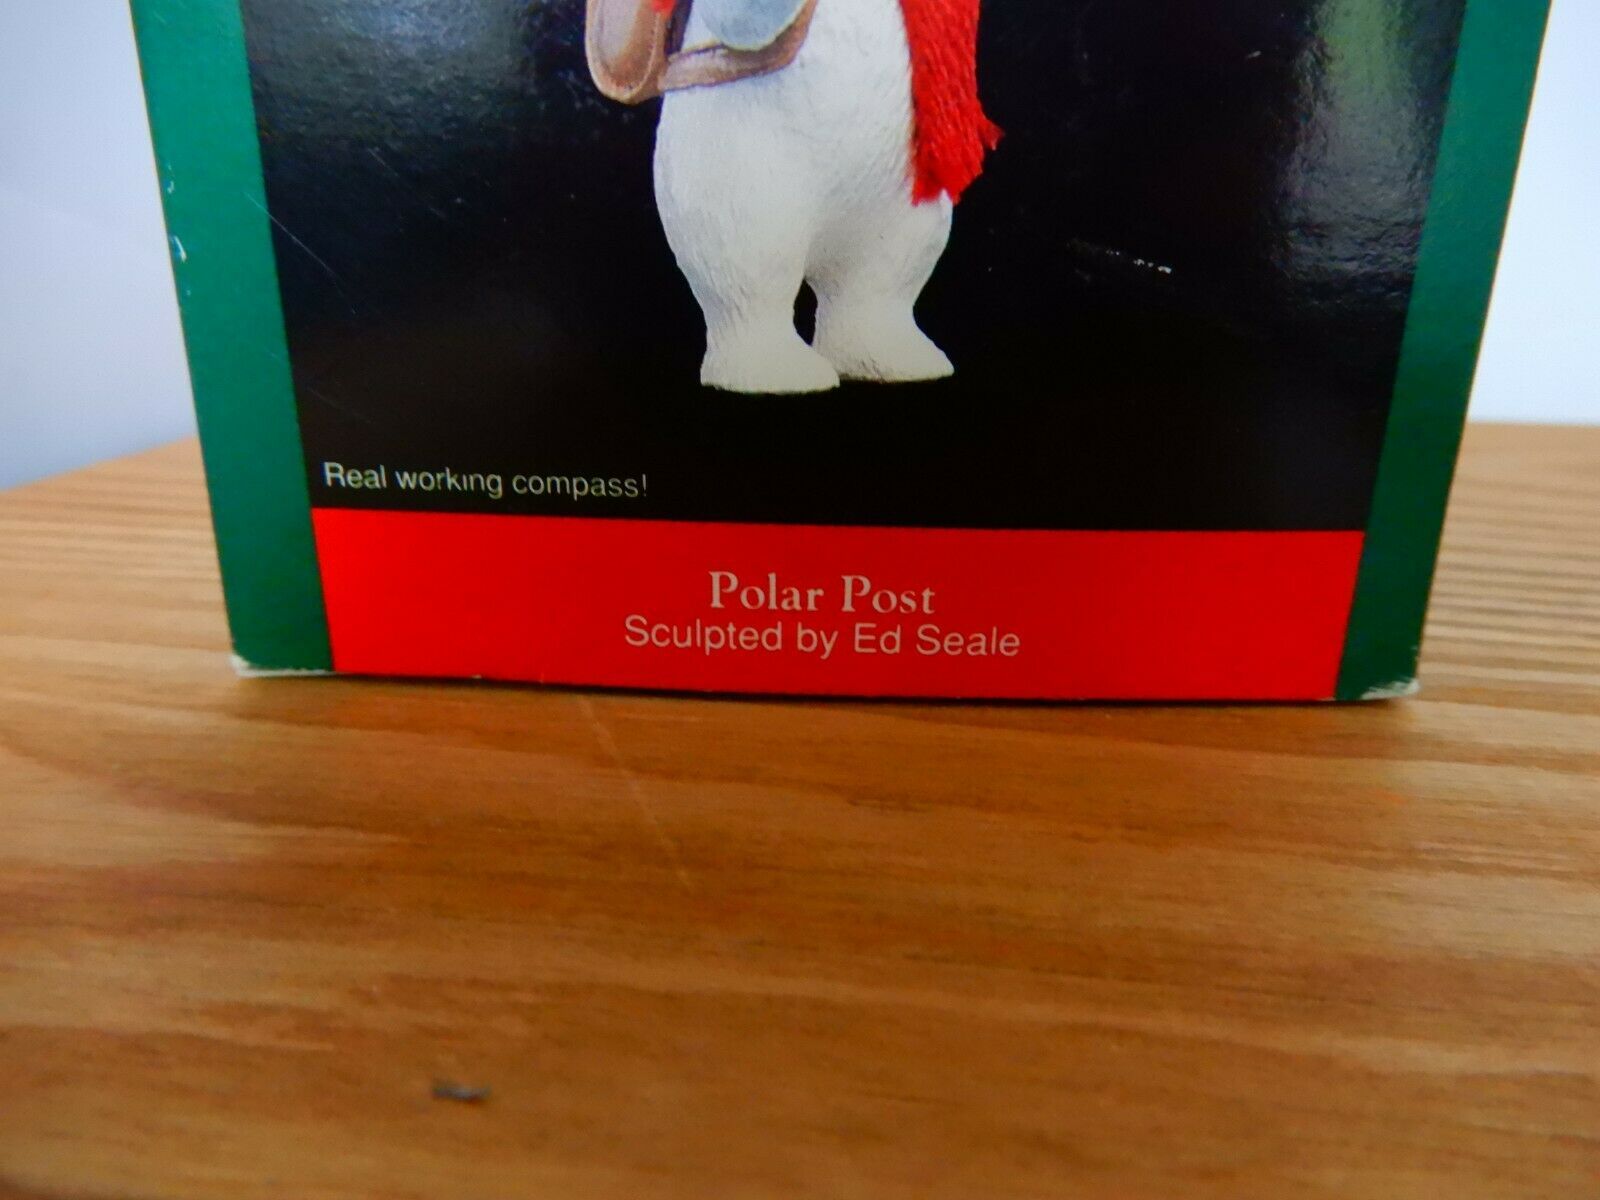 Real working compass!
Polar Post
Sculpted by Ed Seale